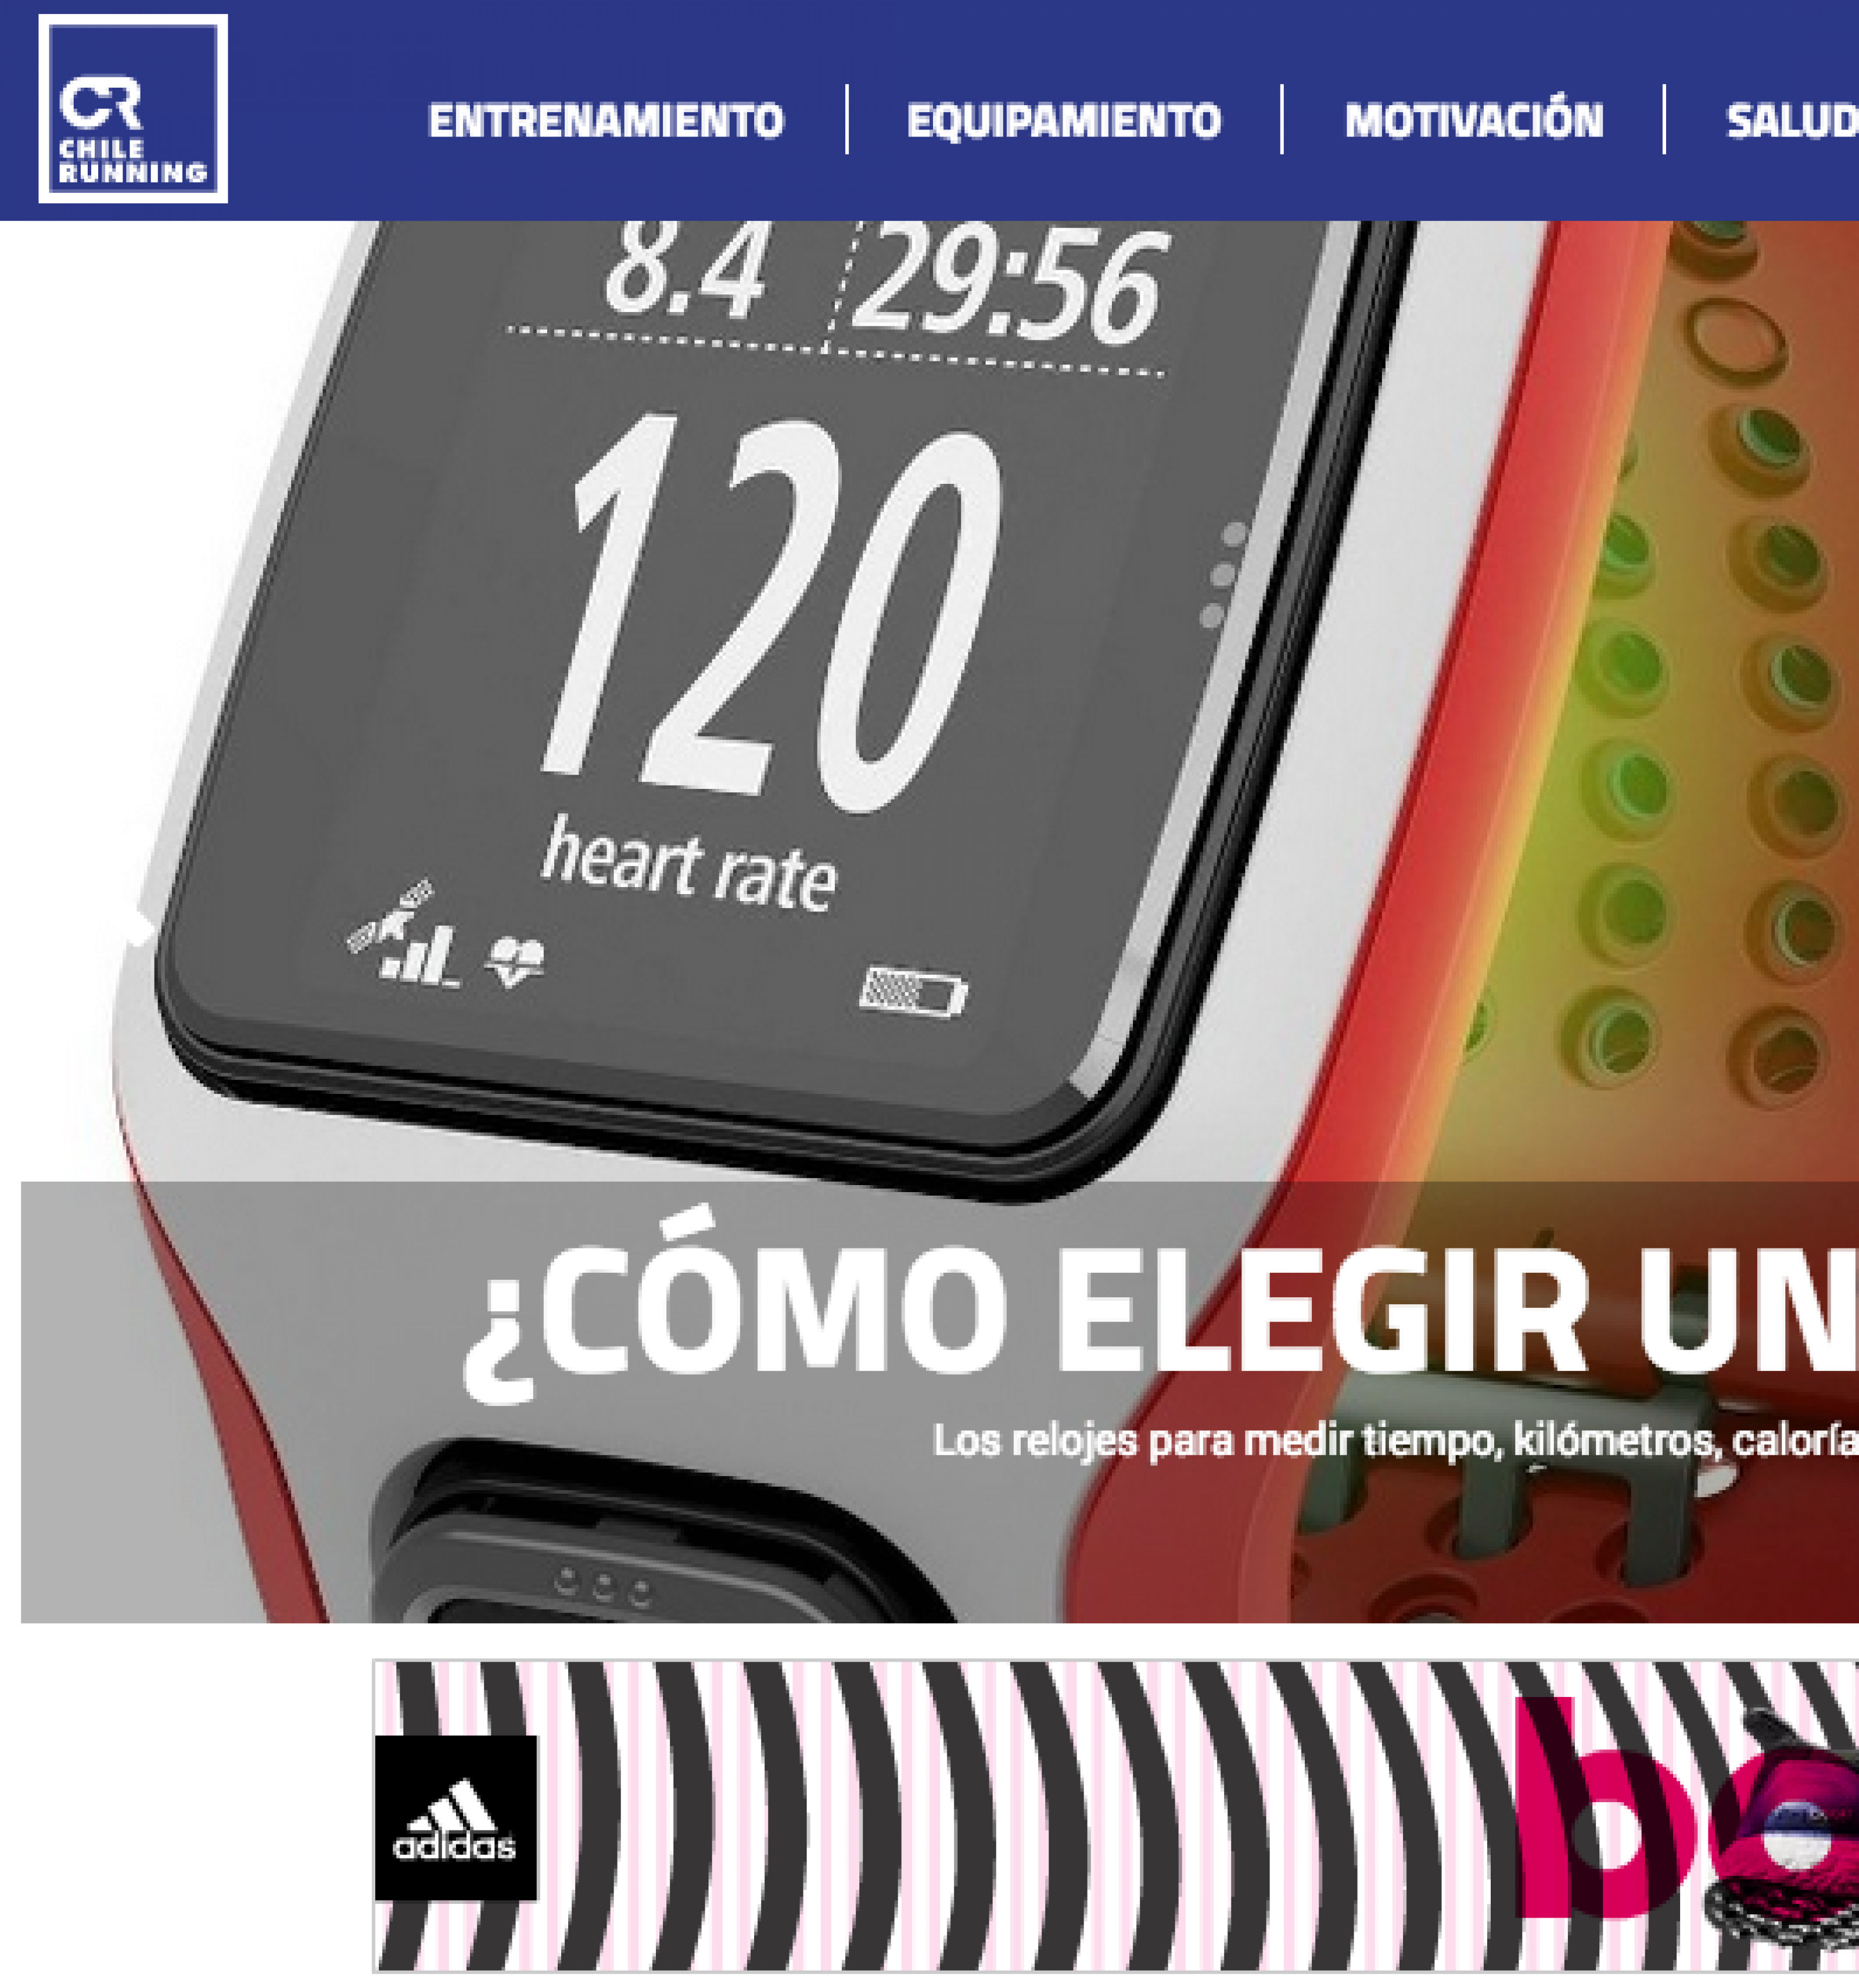 CR
CHILE
RUNNING
ENTRENAMIENTO
EQUIPAMIENTO
MOTIVACIÓN
SALUD
8.4 29:56
120
heart rate
¿CÓMO ELEGIR UN
Los relojes para medir tiempo, kilómetros, caloría
adidas